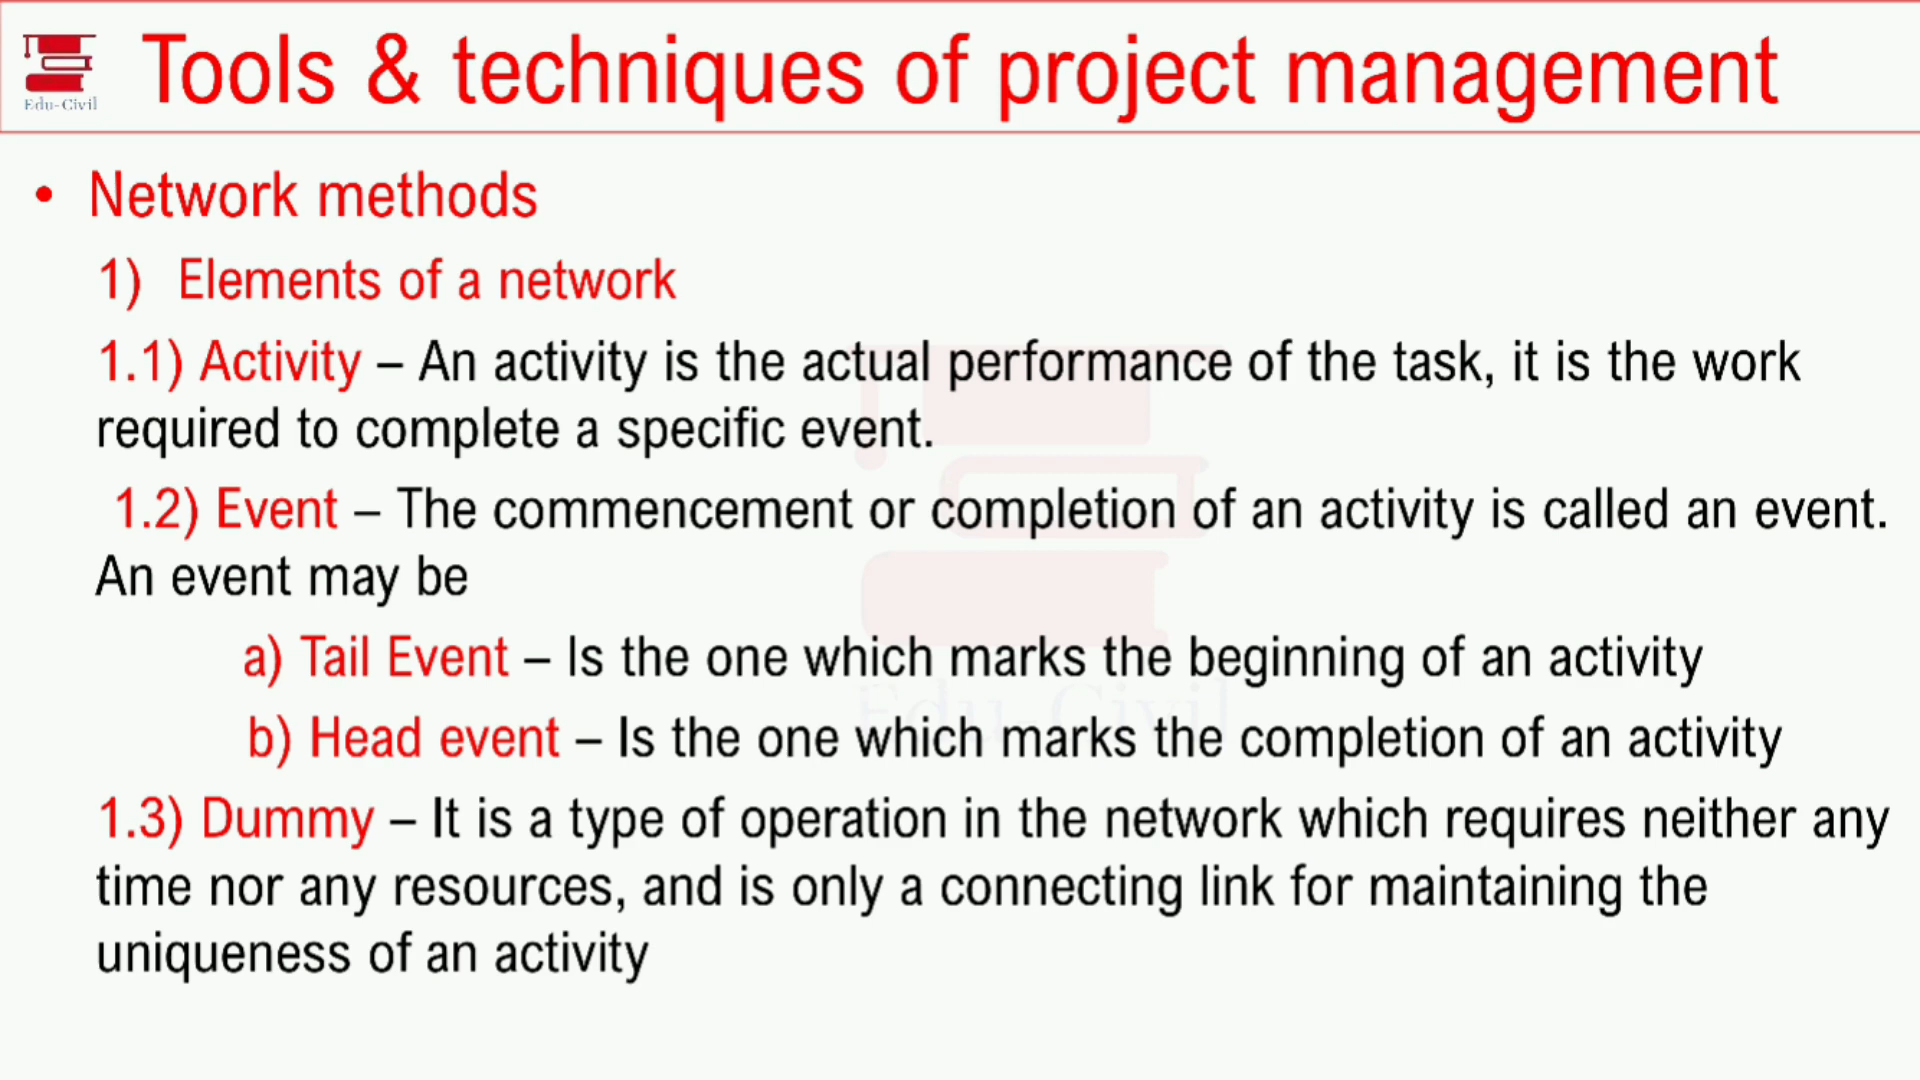 Tools & techniques of project management
Edu-Civil
• Network methods
1) Elements of a network
1.1) Activity – An activity is the actual performance of the task, it is the work
required to complete a specific event.
1.2) Event – The commencement or completion of an activity is called an event.
An event may be
a) Tail Event – Is the one which marks the beginning of an activity
Edu-Civil
b) Head event – Is the one which marks the completion of an activity
1.3) Dummy – It is a type of operation in the network which requires neither any
time nor any resources, and is only a connecting link for maintaining the
uniqueness of an activity